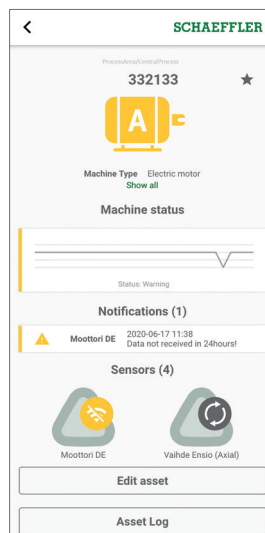 SCHAEFFLER
ProcessArea/CentralProcess
332133
A
Machine Type Electric motor
Show all
Machine status
Status: Warning
Notifications (1)
Moottori DE
2020-06-17 11:38
Data not received in 24hours!
Sensors (4)
Moottori DE
Vaihde Ensio (Axial)
Edit asset
Asset Log